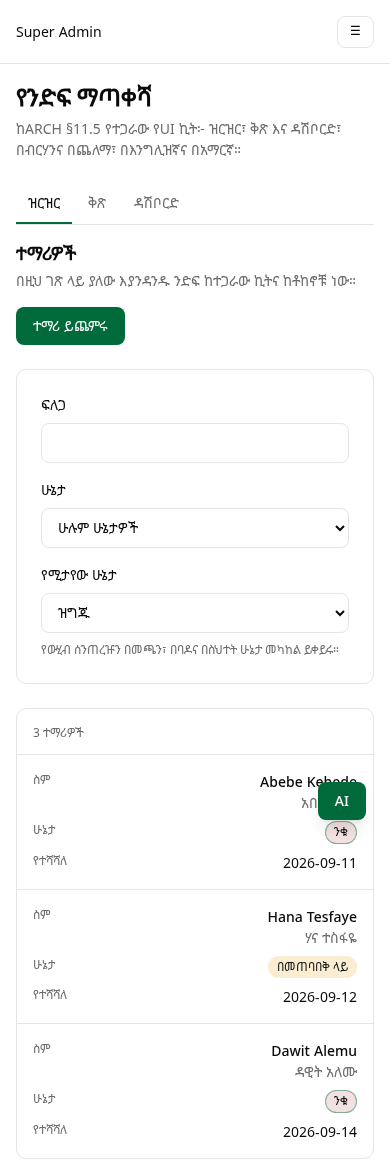 Super Admin
☰
የንድፍ ማጣቀሻ
ከARCH §11.5 የተጋራው የUI ኪት፦ ዝርዝር፣ ቅጽ እና ዳሽቦርድ፣
በብርሃንና በጨለማ፣ በእንግሊዝኛና በአማርኛ።
ዝርዝር ቅጽ ዳሽቦርድ
ተማሪዎች
በዚህ ገጽ ላይ ያለው እያንዳንዱ ንድፍ ከተጋራው ኪትና ከቶከኖቹ ነው።
ተማሪ ይጨምሩ
ፍለጋ
ሁኔታ
ሁሉም ሁኔታዎች
የሚታየው ሁኔታ
ዝግጁ
የውሂብ ሰንጠረዡን በመጫን፣ በባዶና በስህተት ሁኔታ መካከል ይቀይሩ።
3 ተማሪዎች
ስም Abebe
AI
ሁኔታ ንቁ
የተሻሻለ 2026-09-11
ስም Hana Tesfaye
ሃና ተስፋዬ
ሁኔታ በመጠባበቅ ላይ
የተሻሻለ 2026-09-12
ስም Dawit Alemu
ዳዊት አለሙ
ሁኔታ ንቁ
የተሻሻለ 2026-09-14